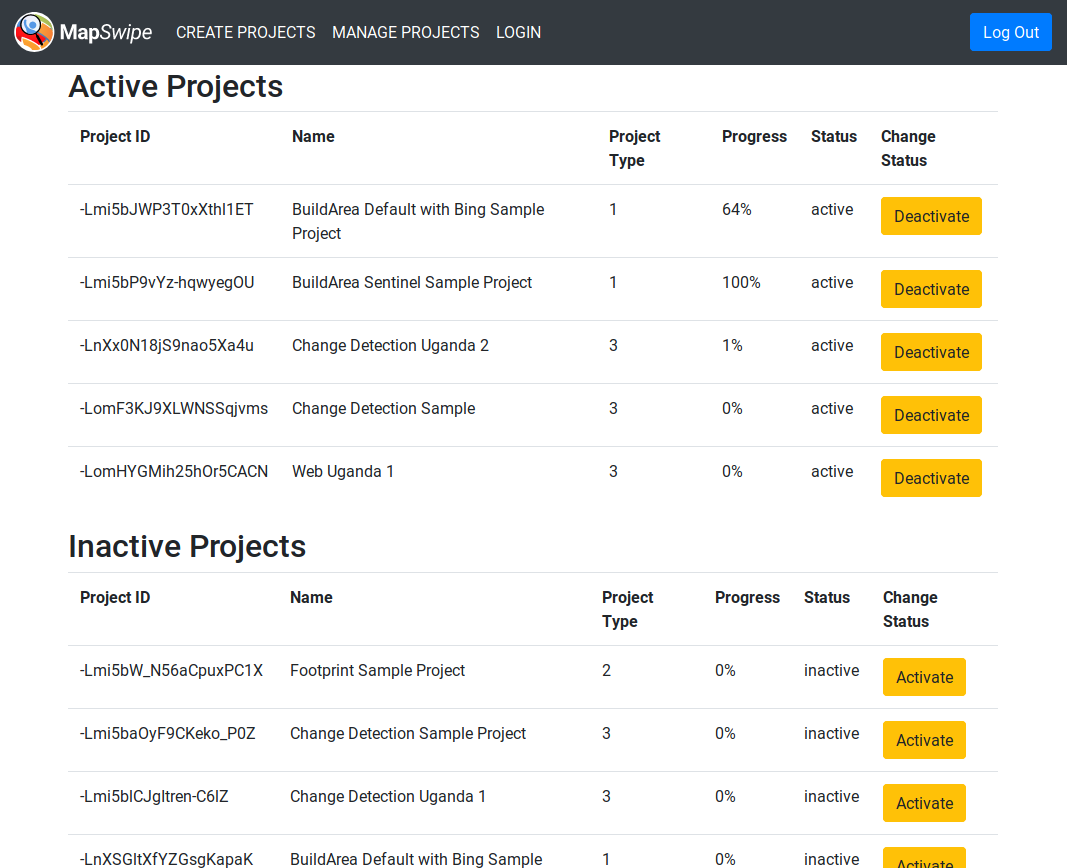 MapSwipe CREATE PROJECTS MANAGE PROJECTS LOGIN Log Out
Active Projects
Project ID Name Project Type Progress Status Change Status
-Lmi5bJWP3T0xXthl1ET BuildArea Default with Bing Sample Project 1 64% active Deactivate
-Lmi5bP9vYz-hqwyegOU BuildArea Sentinel Sample Project 1 100% active Deactivate
-LnXx0N18jS9nao5Xa4u Change Detection Uganda 2 3 1% active Deactivate
-LomF3KJ9XLWNSSqjvms Change Detection Sample 3 0% active Deactivate
-LomHYGMih25hOr5CACN Web Uganda 1 3 0% active Deactivate
Inactive Projects
Project ID Name Project Type Progress Status Change Status
-Lmi5bW_N56aCpuxPC1X Footprint Sample Project 2 0% inactive Activate
-Lmi5baOyF9CKeko_P0Z Change Detection Sample Project 3 0% inactive Activate
-Lmi5blCJgltren-C6lZ Change Detection Uganda 1 3 0% inactive Activate
-LnXSGltXfYZGsgKapaK BuildArea Default with Bing Sample 1 0% inactive Activate